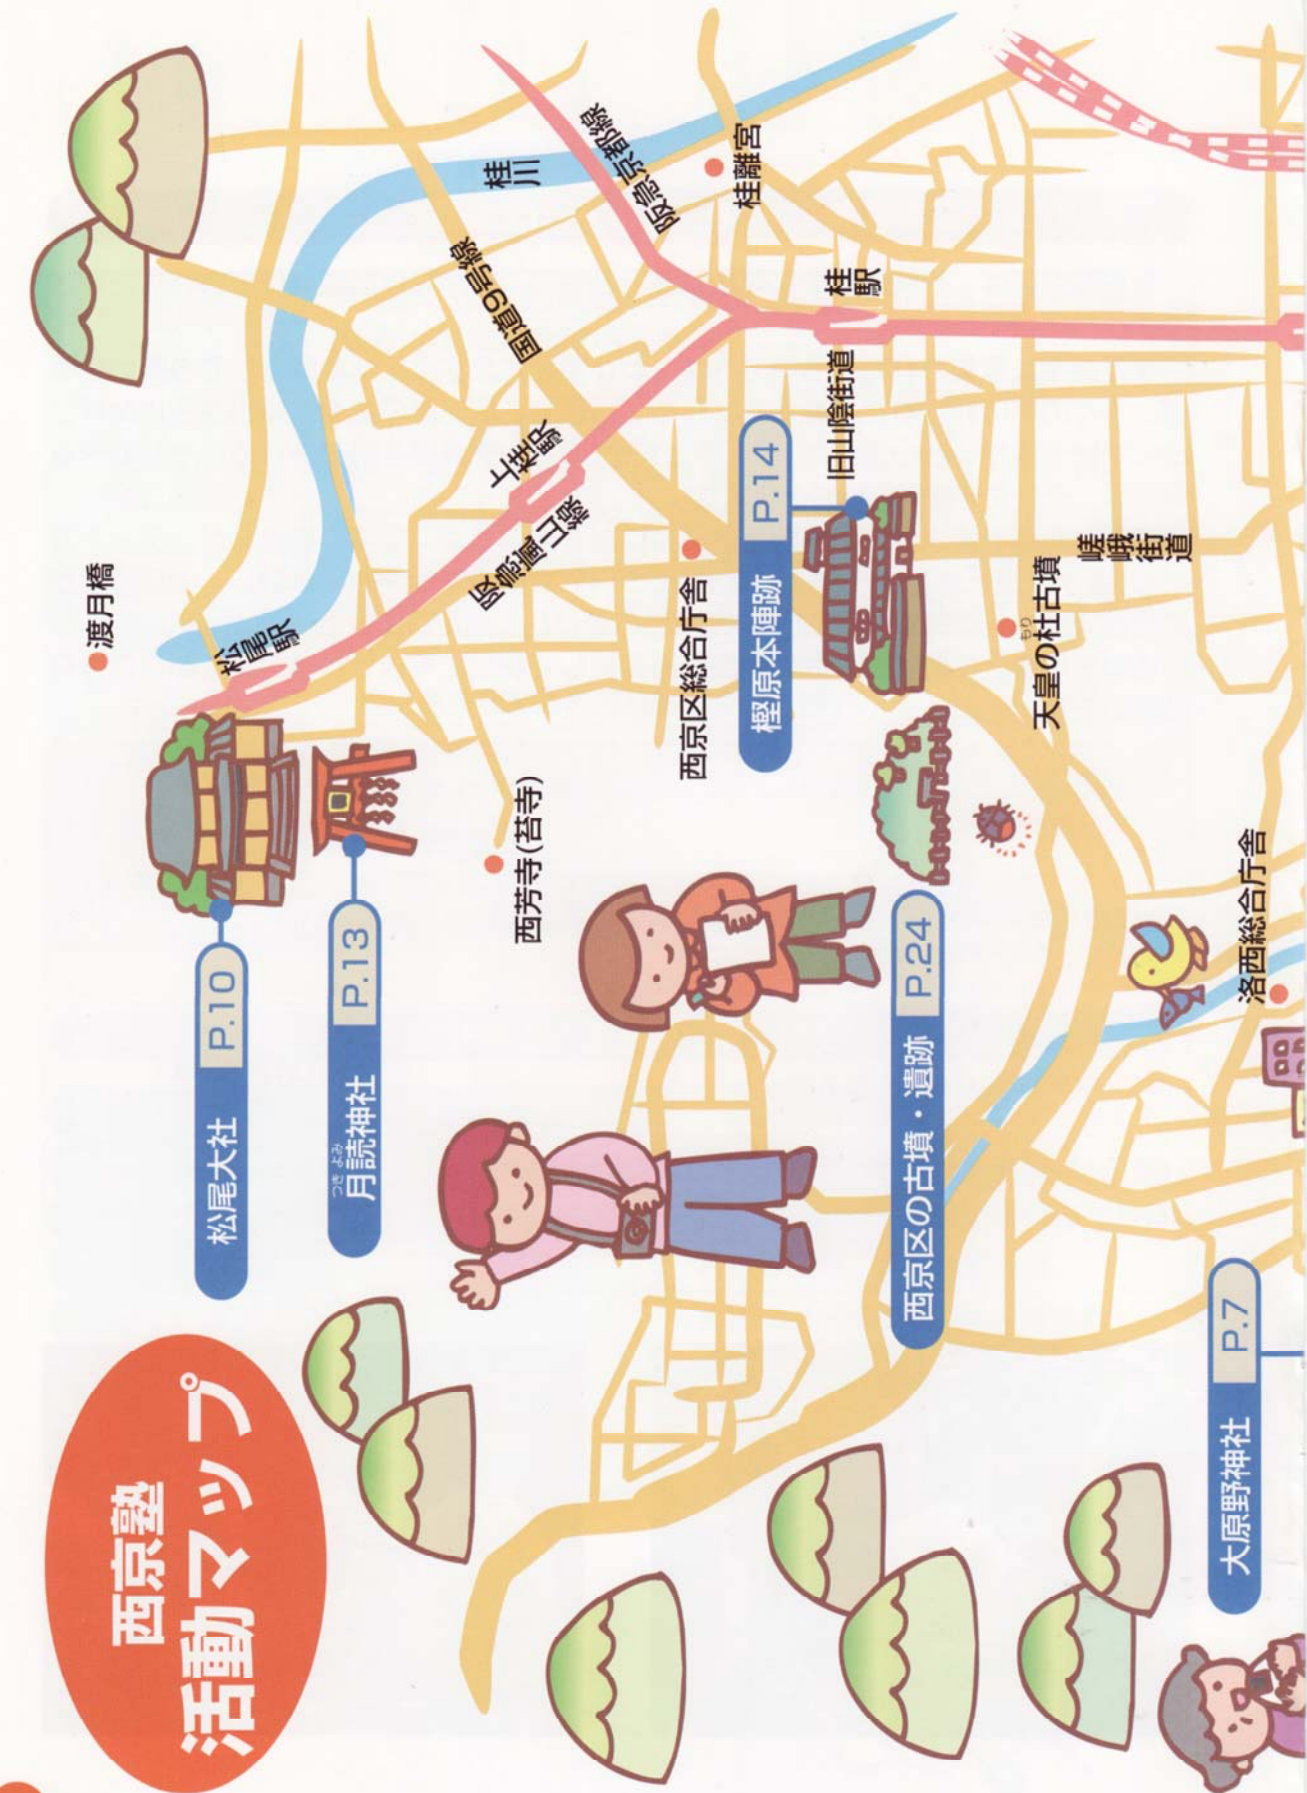 西京塾
活動マップ
松尾大社 P.10
つき よみ
月読神社 P.13
渡月橋
松尾駅
西芳寺(苔寺)
阪急嵐山線
上桂駅
国道9号線
桂川
阪急京都線
桂離宮
桂駅
旧山陰街道
西京区総合庁舎
樫原本陣跡 P.14
西京区の古墳・遺跡 P.24
もり
天皇の杜古墳
嵯峨
街道
洛西総合庁舎
大原野神社 P.7